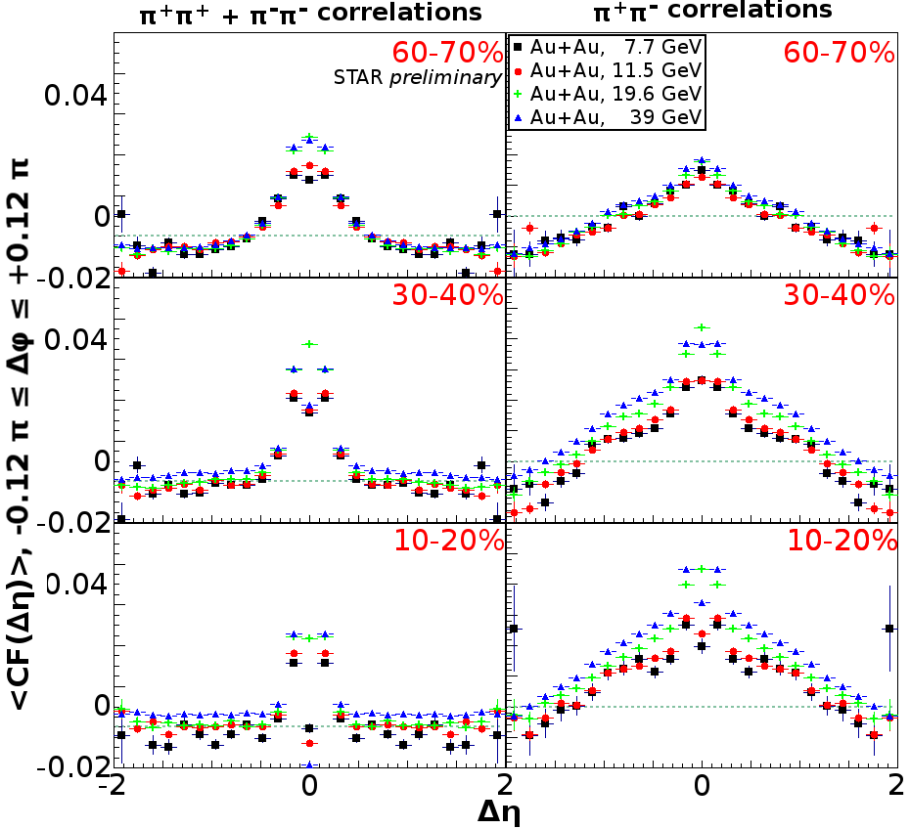 π⁺π⁺ + π⁻π⁻ correlations
π⁺π⁻ correlations
<CF(Δη)>, -0.12 π ≤ Δφ ≤ +0.12 π
60-70%
STAR preliminary
0.04
0
-0.02
60-70%
Au+Au, 7.7 GeV
Au+Au, 11.5 GeV
Au+Au, 19.6 GeV
Au+Au, 39 GeV
30-40%
0.04
0
-0.02
30-40%
10-20%
0.04
0
-0.02
10-20%
-2 0 2 0 2
Δη